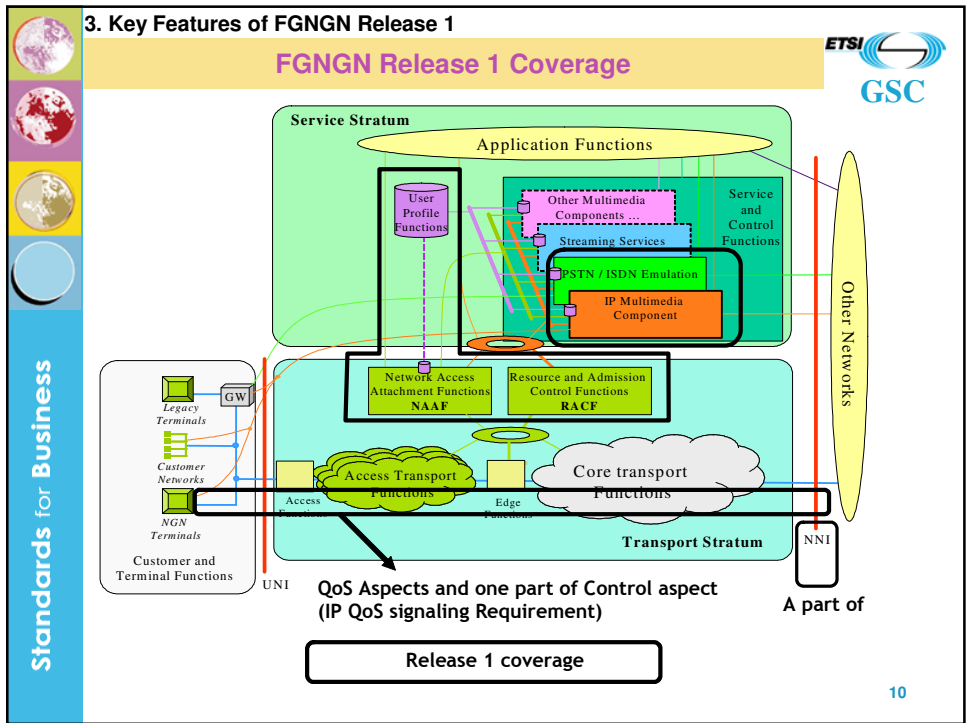 3. Key Features of FGNGN Release 1
FGNGN Release 1 Coverage
ETSI
GSC
Service Stratum
Application Functions
User
Profile
Functions
Other Multimedia
Components ...
Streaming Services
PSTN / ISDN Emulation
IP Multimedia
Component
Service
and
Control
Functions
Other Networks
Network Access
Attachment Functions
NAAF
Resource and Admission
Control Functions
RACF
GW
Legacy
Terminals
Customer
Networks
NGN
Terminals
Customer and
Terminal Functions
UNI
Access
Functions
Access Transport
Functions
Edge
Functions
Core transport
Functions
Transport Stratum
NNI
QoS Aspects and one part of Control aspect
(IP QoS signaling Requirement)
A part of
Release 1 coverage
Standards for Business
10